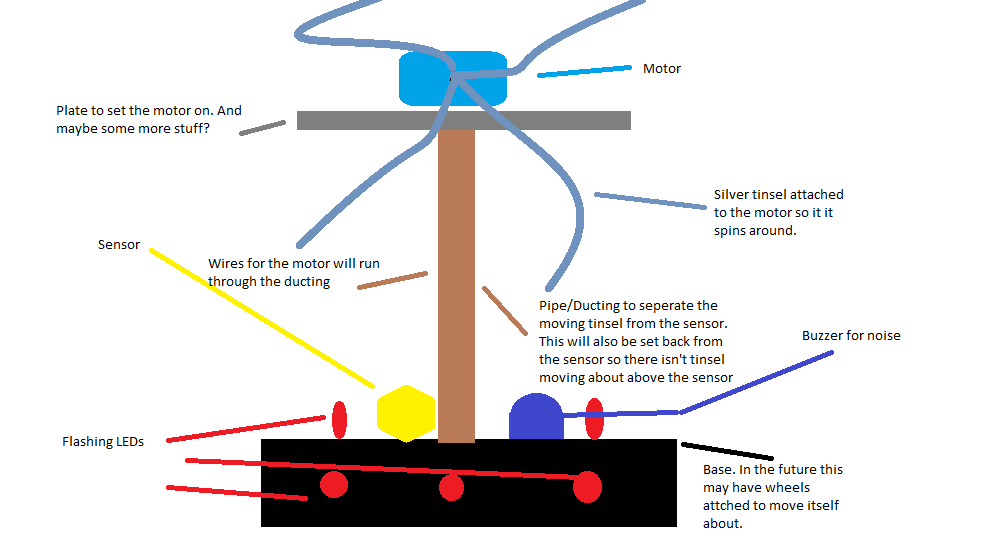 Motor
Plate to set the motor on. And
maybe some more stuff?
Silver tinsel attached
to the motor so it it
spins around.
Sensor
Wires for the motor will run
through the ducting
Pipe/Ducting to seperate the
moving tinsel from the sensor.
This will also be set back from
the sensor so there isn't tinsel
moving about above the sensor
Buzzer for noise
Flashing LEDs
Base. In the future this
may have wheels
attched to move itself
about.